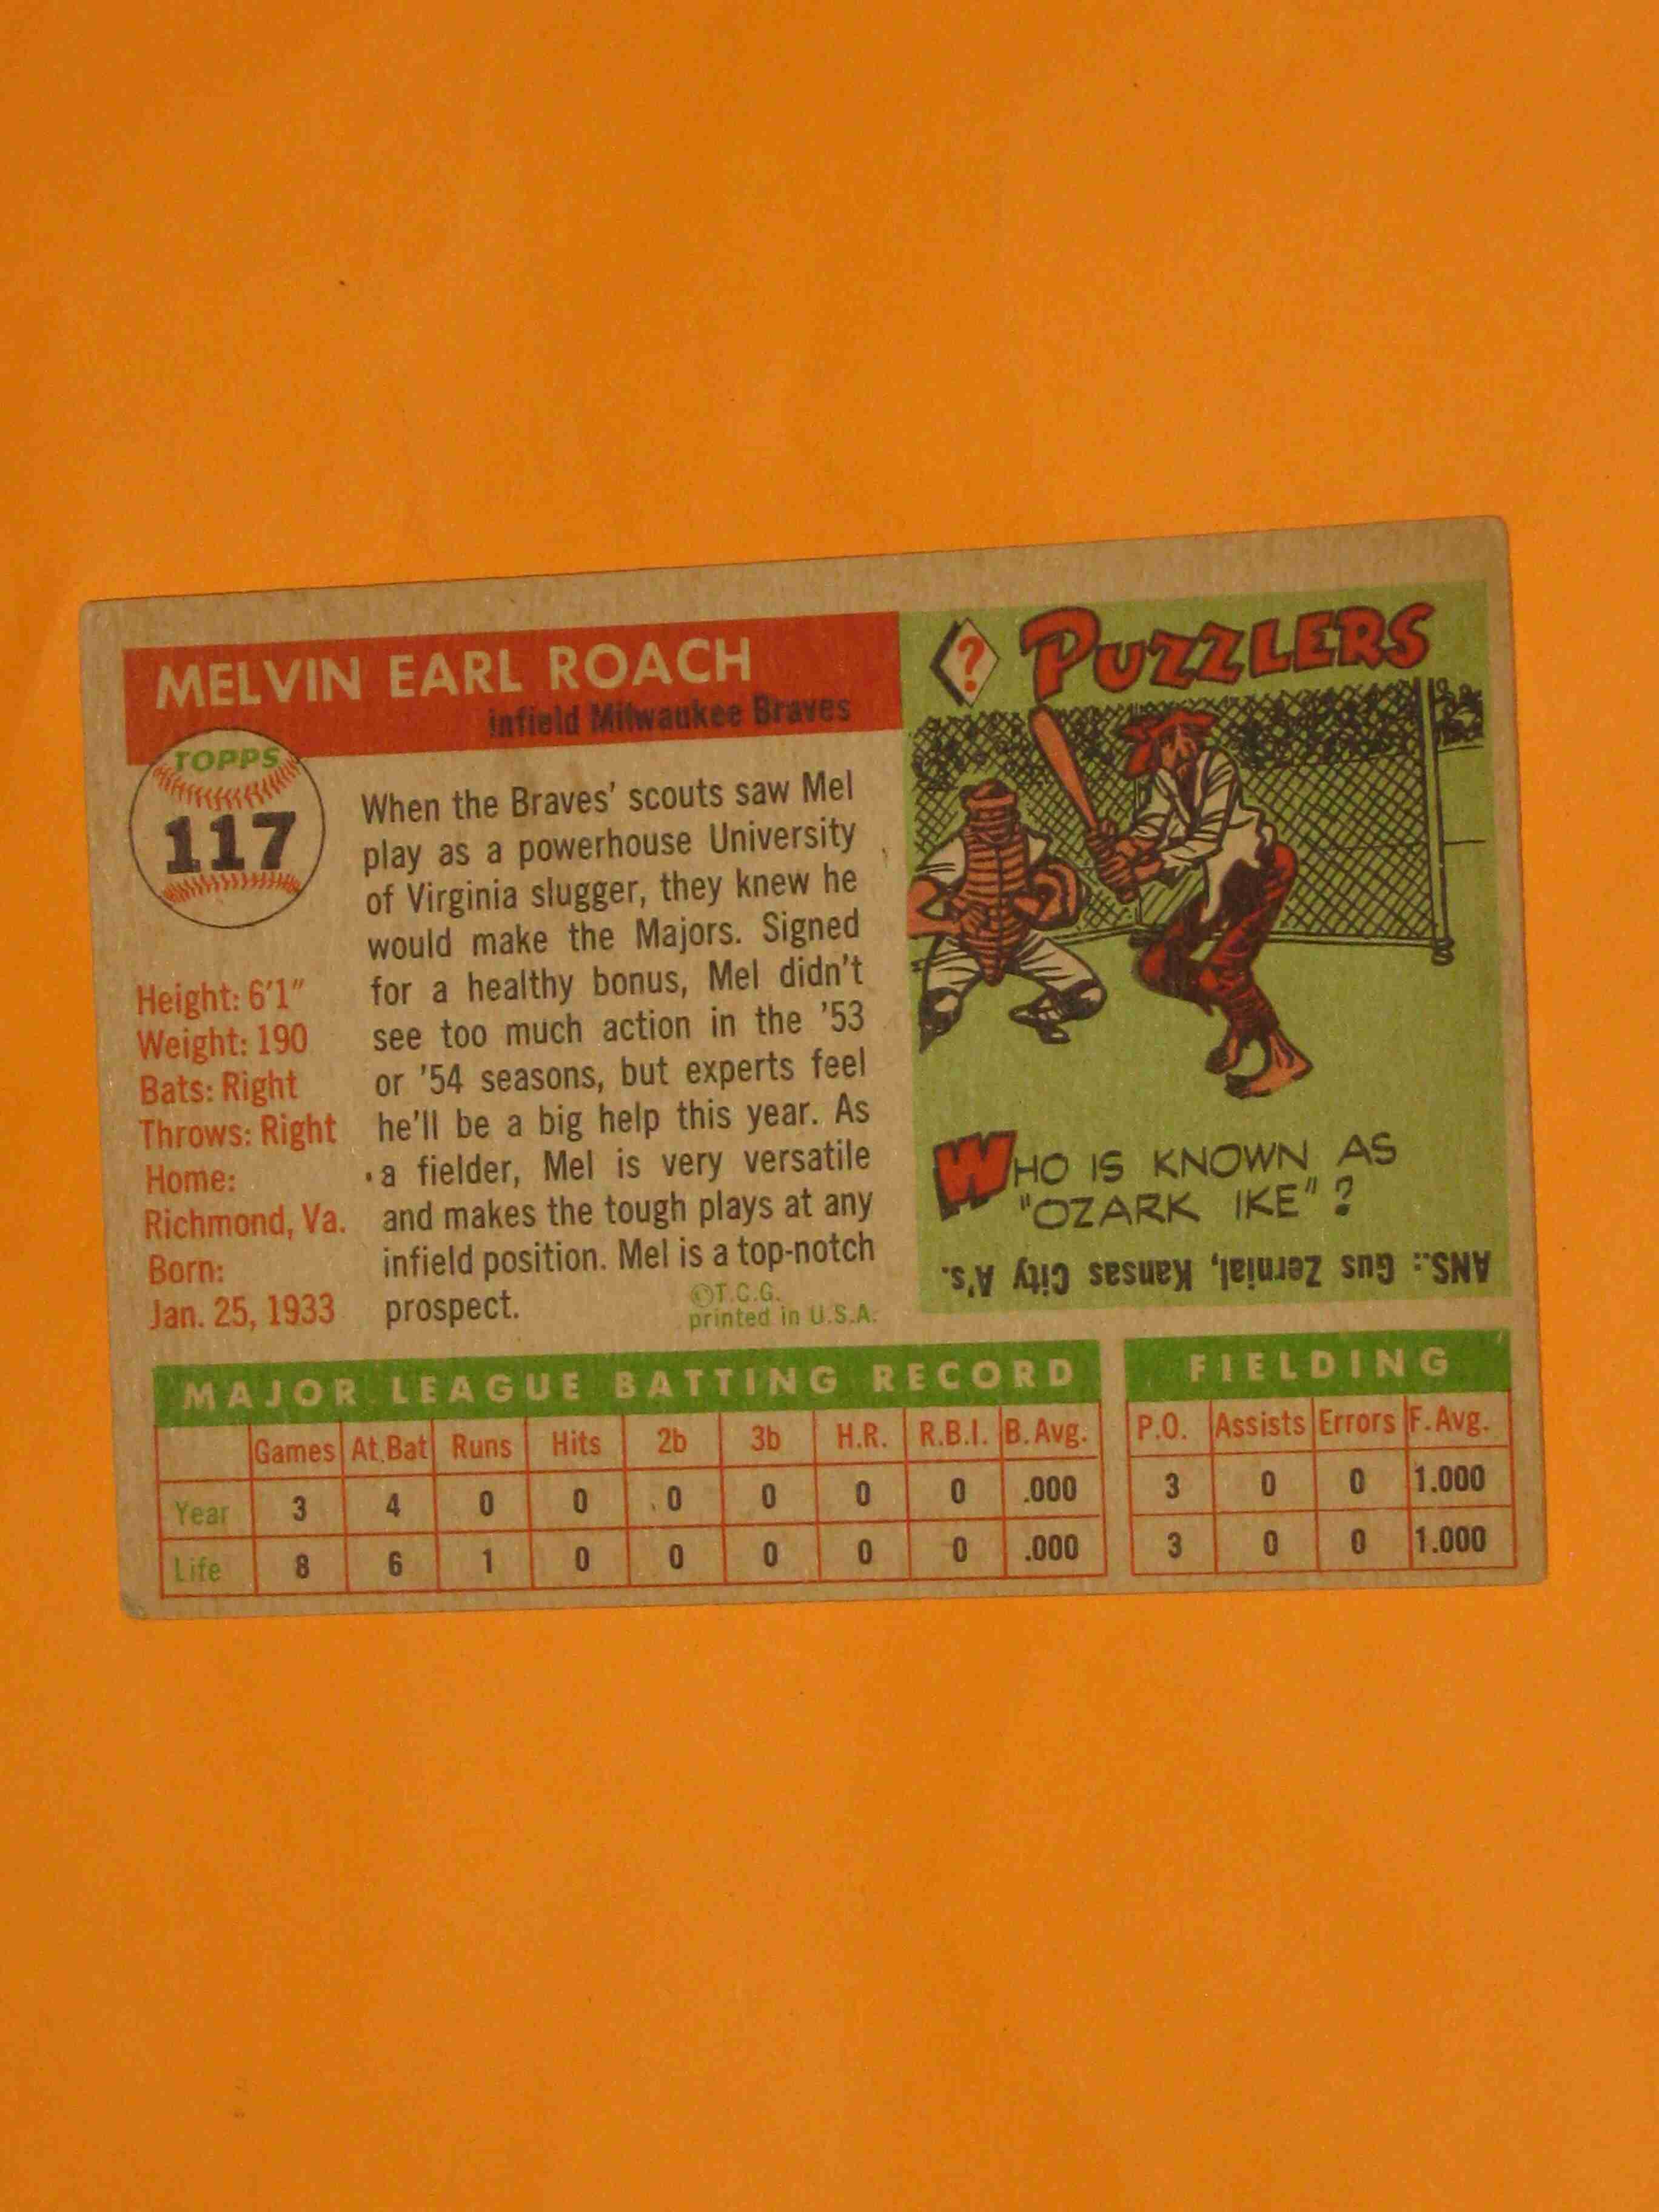 MELVIN EARL ROACH
infield Milwaukee Braves
TOPPS
117
Height: 6'1"
Weight: 190
Bats: Right
Throws: Right
Home:
Richmond, Va.
Born:
Jan. 25, 1933
When the Braves' scouts saw Mel
play as a powerhouse University
of Virginia slugger, they knew he
would make the Majors. Signed
for a healthy bonus, Mel didn't
see too much action in the '53
or '54 seasons, but experts feel
he'll be a big help this year. As
a fielder, Mel is very versatile
and makes the tough plays at any
infield position. Mel is a top-notch
prospect.
©T.C.G.
printed in U.S.A.
? PUZZLERS
WHO IS KNOWN AS
"OZARK IKE"?
ANS.: Gus Zernial, Kansas City A's.
MAJOR LEAGUE BATTING RECORD
Games At Bat Runs Hits 2b 3b H.R. R.B.I. B. Avg.
Year 3 4 0 0 0 0 0 0 .000
Life 8 6 1 0 0 0 0 0 .000
FIELDING
P.O. Assists Errors F. Avg.
3 0 0 1.000
3 0 0 1.000